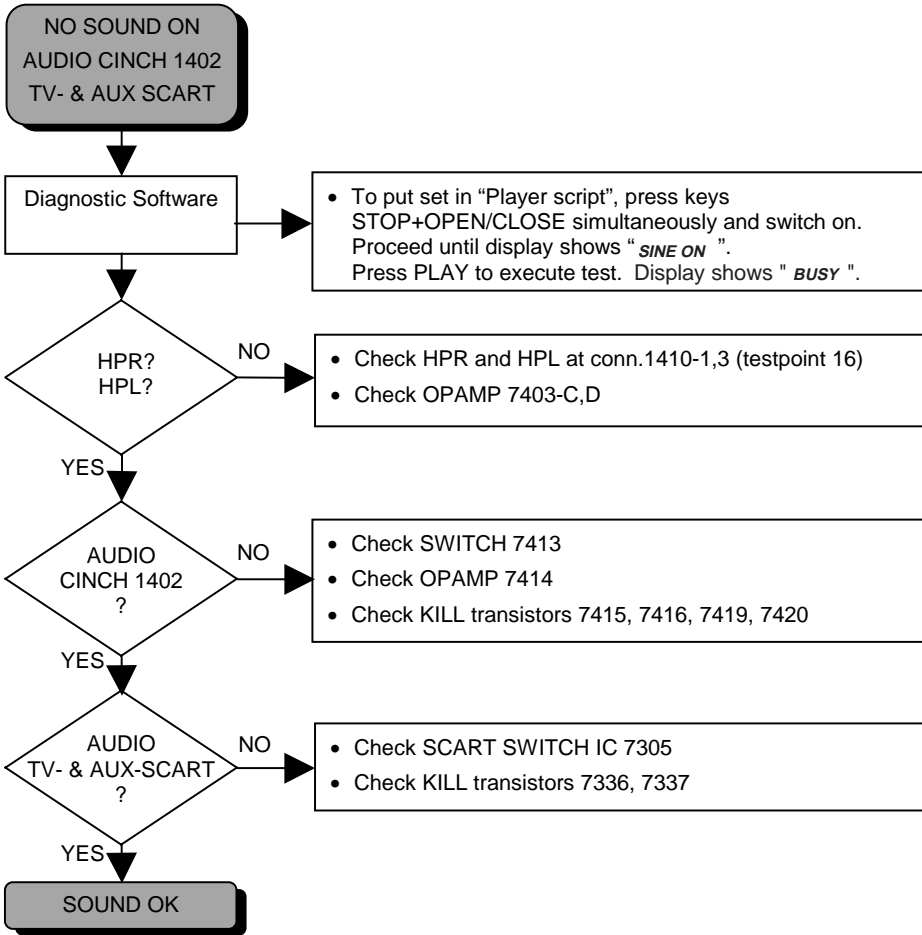 NO SOUND ON
AUDIO CINCH 1402
TV- & AUX SCART
Diagnostic Software
• To put set in “Player script”, press keys
STOP+OPEN/CLOSE simultaneously and switch on.
Proceed until display shows “ SINE ON ”.
Press PLAY to execute test. Display shows " BUSY ".
HPR?
HPL?
NO
• Check HPR and HPL at conn.1410-1,3 (testpoint 16)
• Check OPAMP 7403-C,D
YES
AUDIO
CINCH 1402
?
NO
• Check SWITCH 7413
• Check OPAMP 7414
• Check KILL transistors 7415, 7416, 7419, 7420
YES
AUDIO
TV- & AUX-SCART
?
NO
• Check SCART SWITCH IC 7305
• Check KILL transistors 7336, 7337
YES
SOUND OK